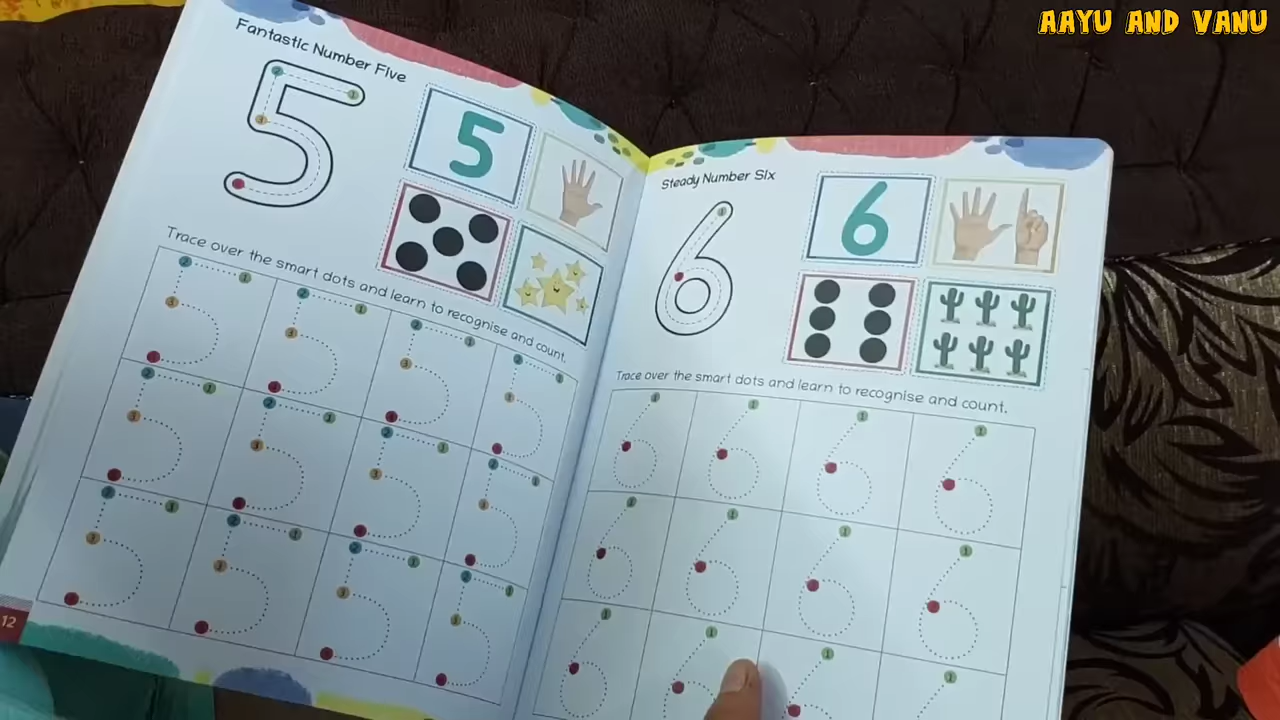 AAYU AND VANU
Fantastic Number Five
5
5
Trace over the smart dots and learn to recognise and count.
12
Steady Number Six
6
6
Trace over the smart dots and learn to recognise and count.